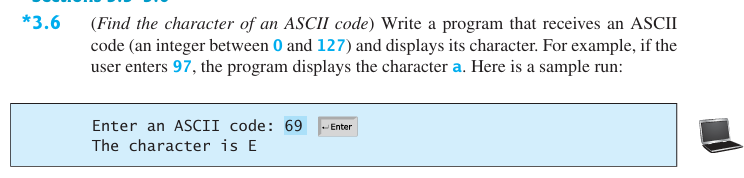 *3.6 (Find the character of an ASCII code) Write a program that receives an ASCII
code (an integer between 0 and 127) and displays its character. For example, if the
user enters 97, the program displays the character a. Here is a sample run:
Enter an ASCII code: 69 ↵Enter
The character is E